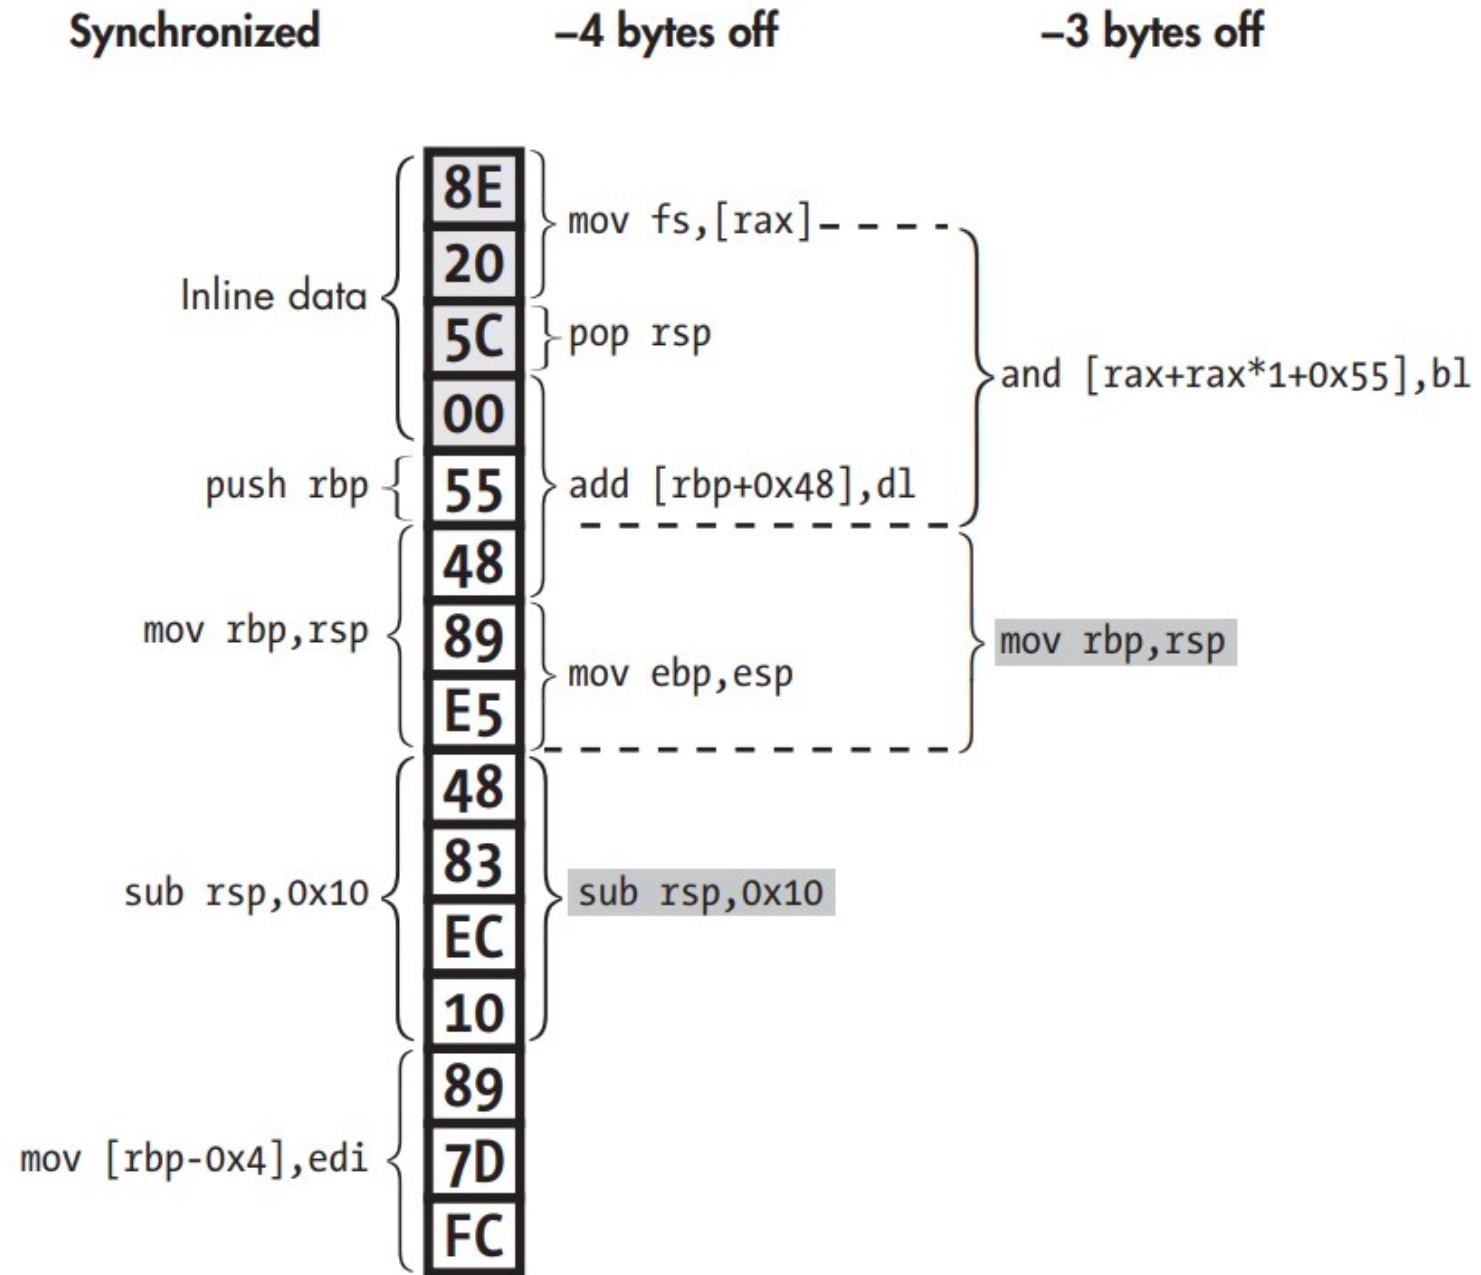 Synchronized
–4 bytes off
–3 bytes off
8E
mov fs,[rax]
20
Inline data
5C
pop rsp
and [rax+rax*1+0x55],bl
00
push rbp
55
add [rbp+0x48],dl
48
mov rbp,rsp
89
mov rbp,rsp
mov ebp,esp
E5
48
83
sub rsp,0x10
sub rsp,0x10
EC
10
89
mov [rbp-0x4],edi
7D
FC